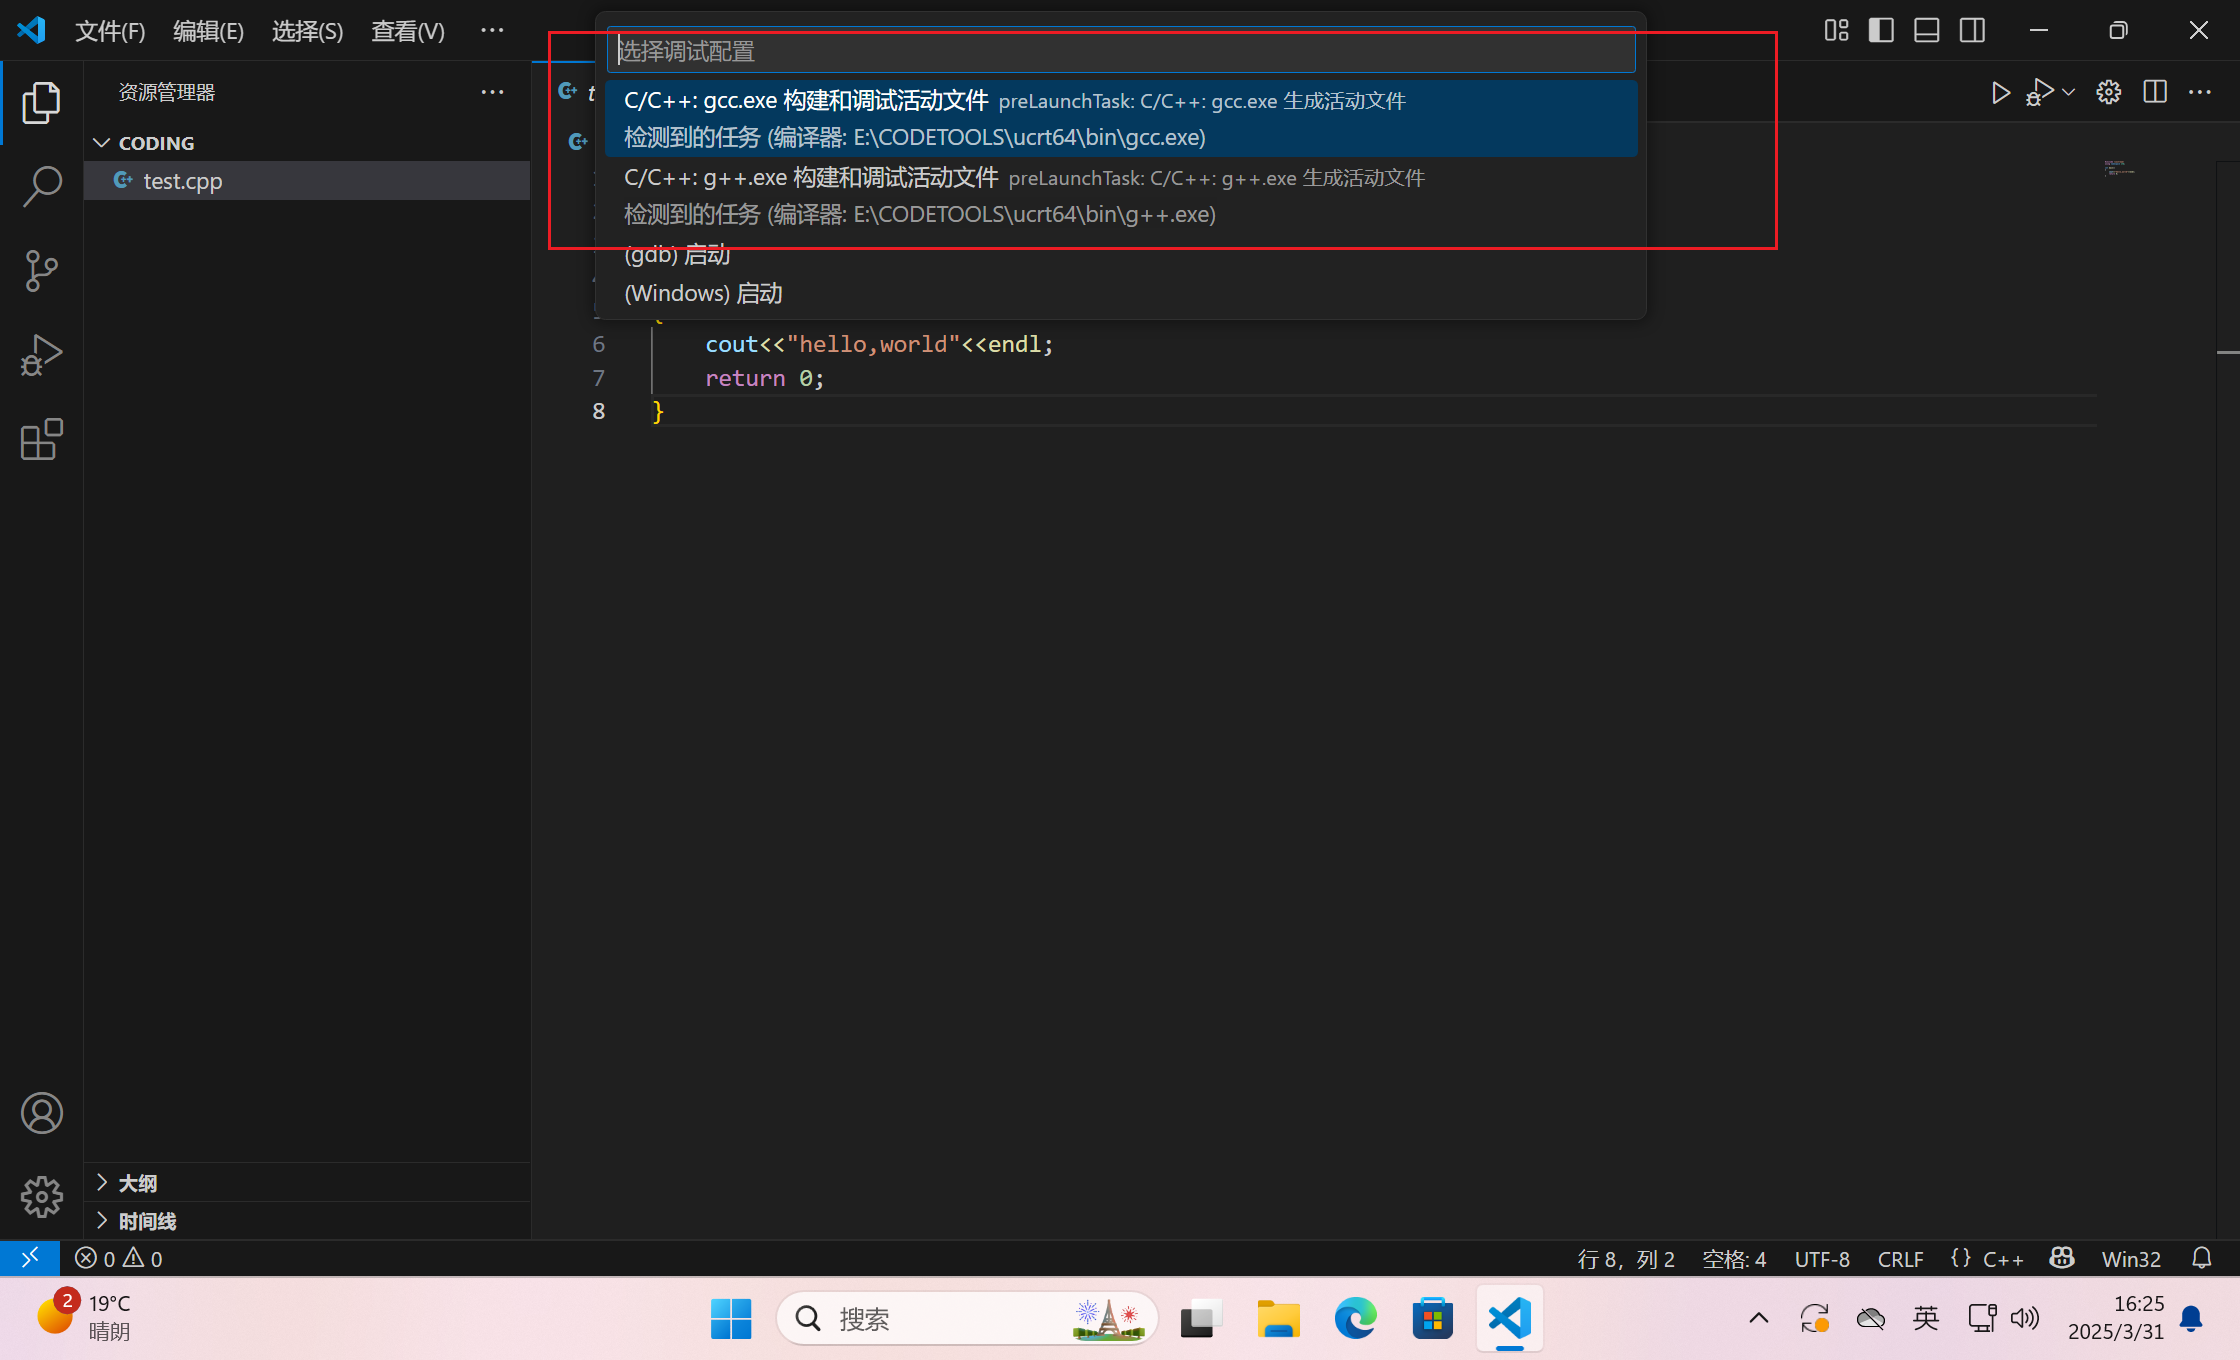 文件(F) 编辑(E) 选择(S) 查看(V) ···
选择调试配置
C/C++: gcc.exe 构建和调试活动文件 preLaunchTask: C/C++: gcc.exe 生成活动文件
检测到的任务 (编译器: E:\CODETOOLS\ucrt64\bin\gcc.exe)
C/C++: g++.exe 构建和调试活动文件 preLaunchTask: C/C++: g++.exe 生成活动文件
检测到的任务 (编译器: E:\CODETOOLS\ucrt64\bin\g++.exe)
(gdb) 启动
(Windows) 启动
资源管理器
CODING
test.cpp
6 cout<<"hello,world"<<endl;
7 return 0;
8 }
大纲
时间线
0 0
行 8，列 2 空格: 4 UTF-8 CRLF {} C++ Win32
2
19°C
晴朗
搜索
英
16:25
2025/3/31